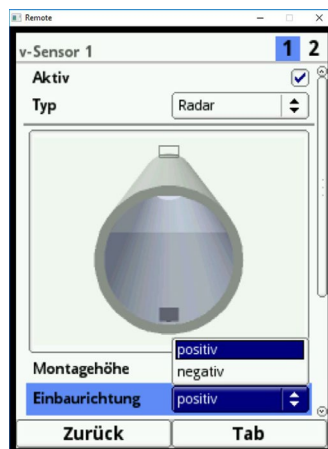 Remote
v-Sensor 1 1 2
Aktiv
Typ Radar
positiv
negativ
Montagehöhe
Einbaurichtung positiv
Zurück Tab